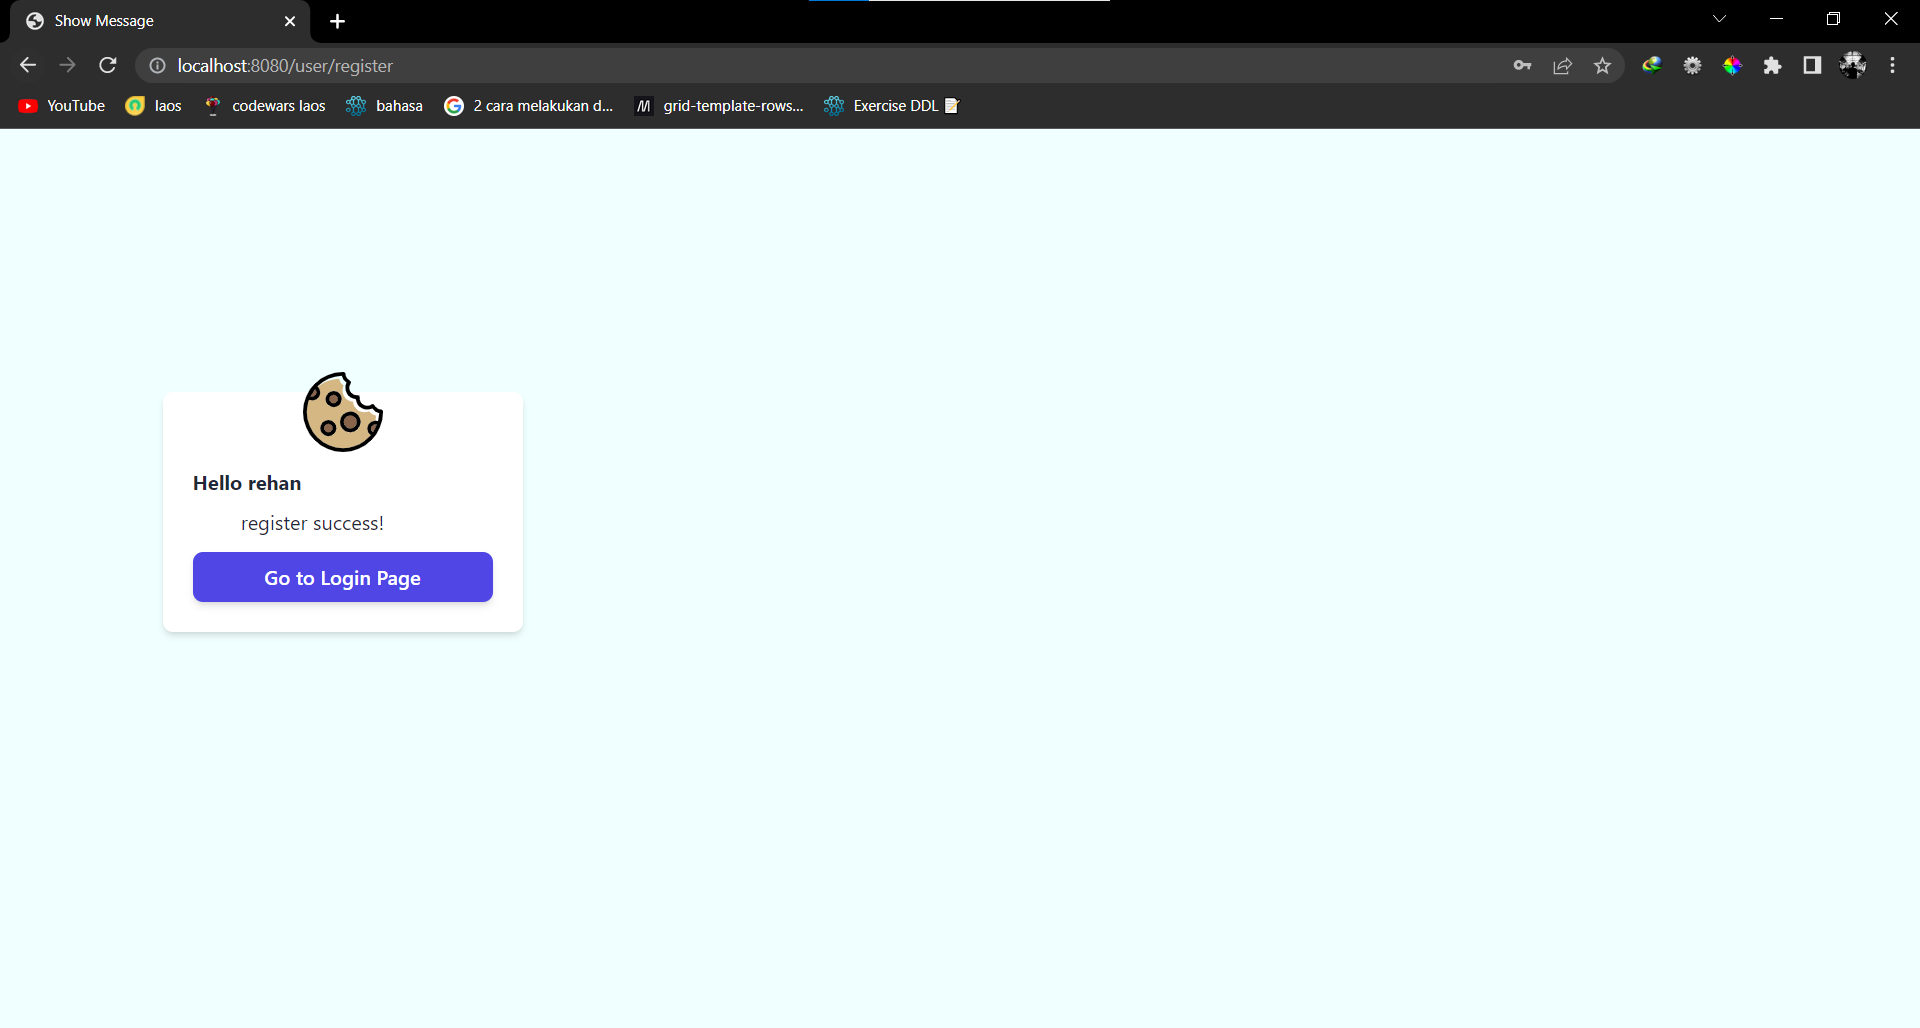 Show Message
localhost:8080/user/register
YouTube laos codewars laos bahasa 2 cara melakukan d... grid-template-rows... Exercise DDL 📝
Hello rehan
register success!
Go to Login Page